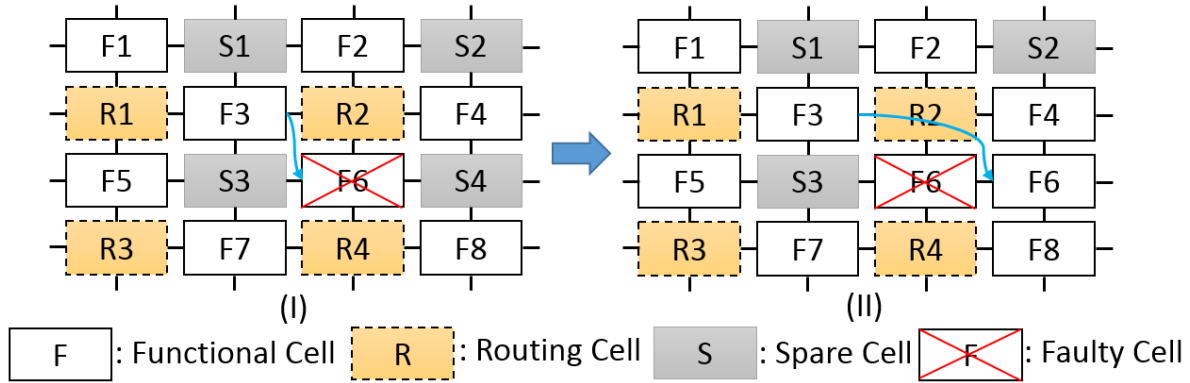 F1 S1 F2 S2 F1 S1 F2 S2
R1 F3 R2 F4 R1 F3 R2 F4
F5 S3 F6 S4 F5 S3 F6 F6
R3 F7 R4 F8 R3 F7 R4 F8
(I) (II)
F : Functional Cell R : Routing Cell S : Spare Cell F : Faulty Cell